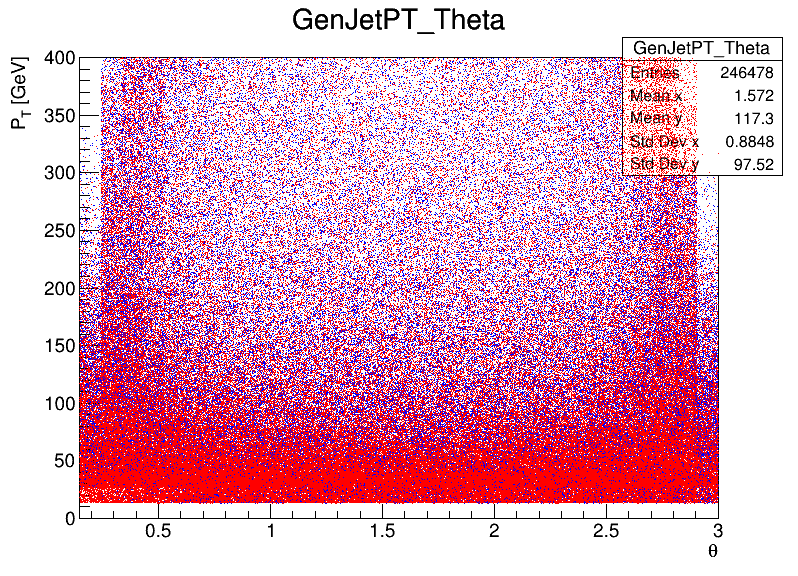 GenJetPT_Theta
GenJetPT_Theta
Entries 246478
Mean x 1.572
Mean y 117.3
Std Dev x 0.8848
Std Dev y 97.52
P_T [GeV]
400
350
300
250
200
150
100
50
0
0.5 1 1.5 2 2.5 3
θ